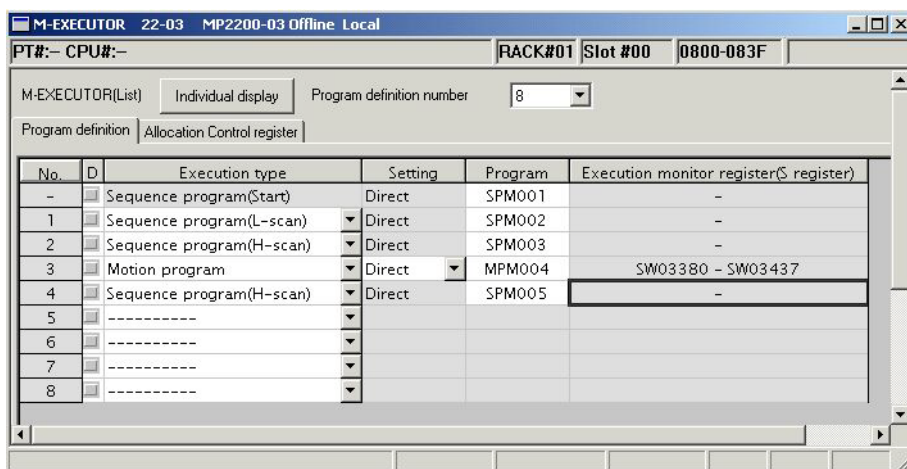 M-EXECUTOR 22-03 MP2200-03 Offline Local
PT#:– CPU#:– RACK#01 Slot #00 0800-083F
M-EXECUTOR(List) Individual display Program definition number 8
Program definition Allocation Control register
No. D Execution type Setting Program Execution monitor register(S register)
– Sequence program(Start) Direct SPM001 –
1 Sequence program(L-scan) Direct SPM002 –
2 Sequence program(H-scan) Direct SPM003 –
3 Motion program Direct MPM004 SW03380 – SW03437
4 Sequence program(H-scan) Direct SPM005 –
5 ----------
6 ----------
7 ----------
8 ----------